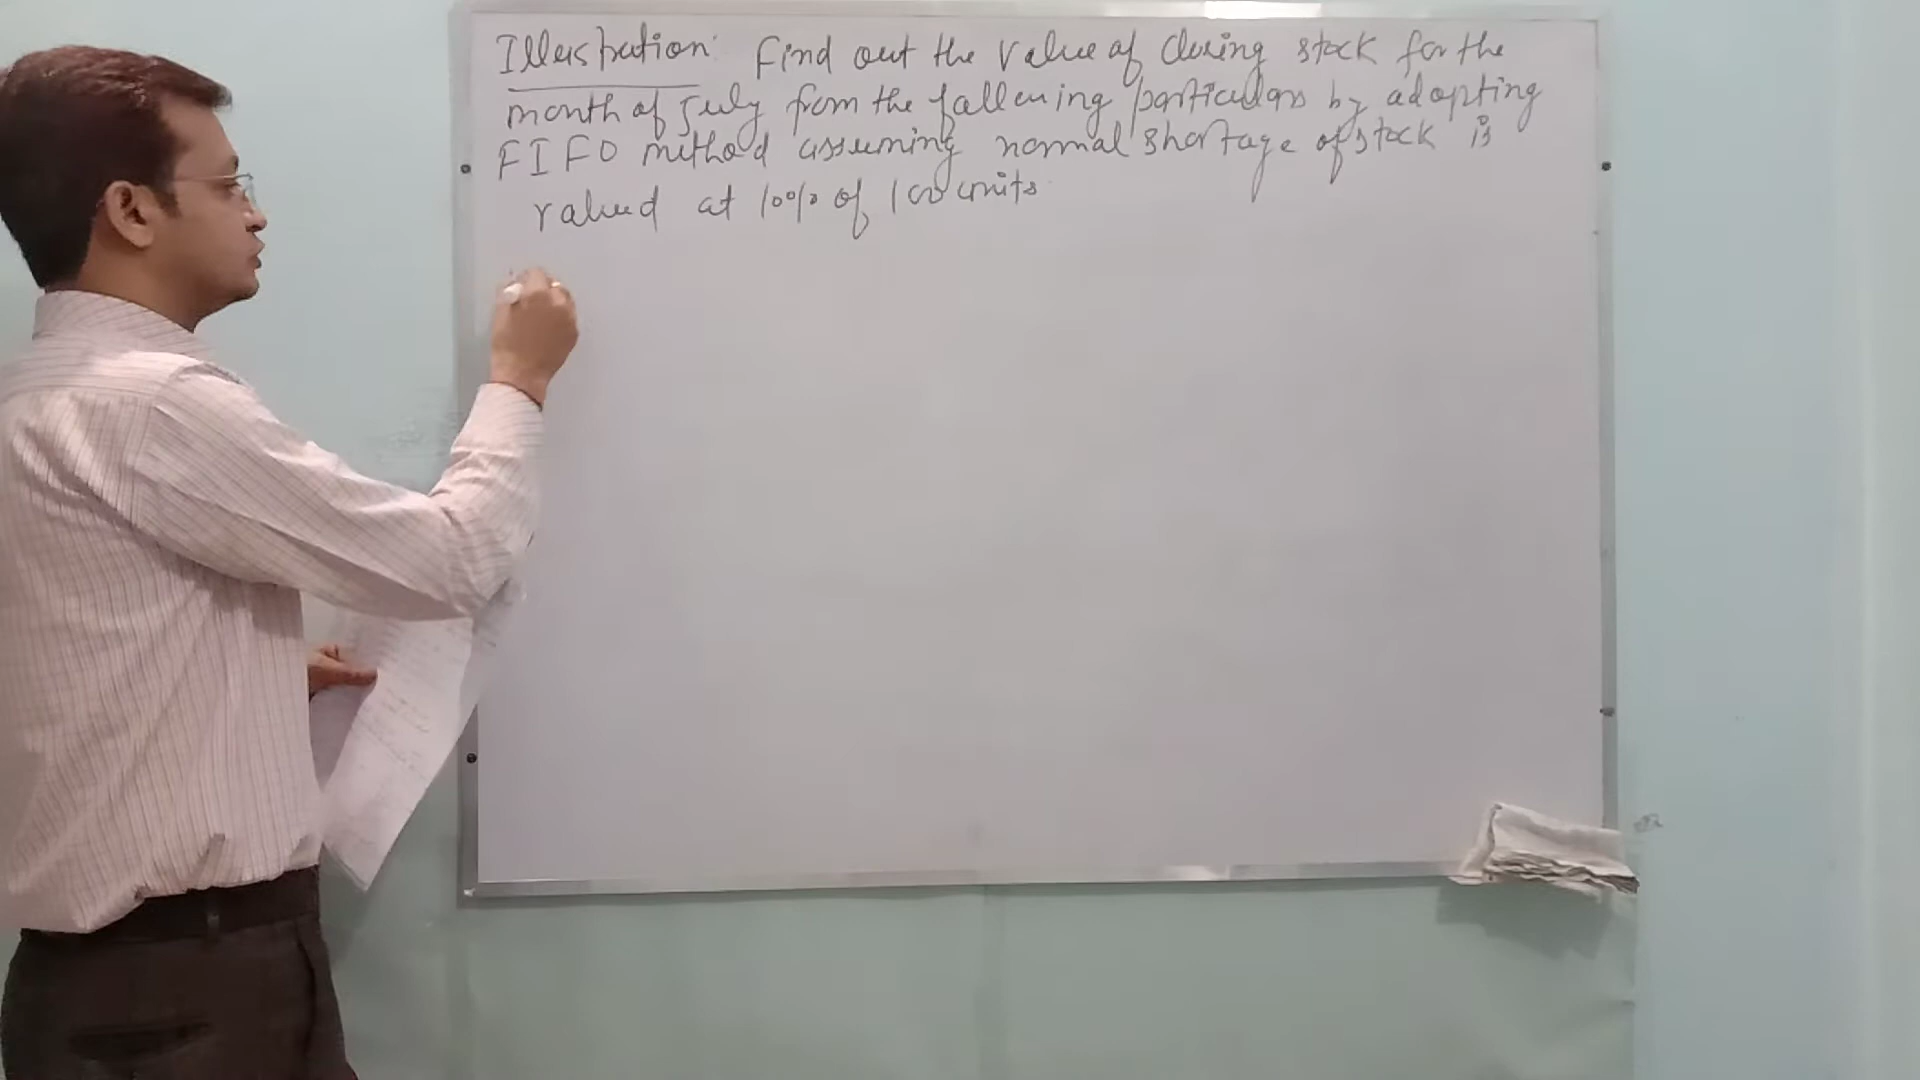 Illustration: Find out the value of Closing stock for the
month of July from the following particulars by adopting
FIFO method assuming normal shortage of stock is
valued at 10% of 100 units